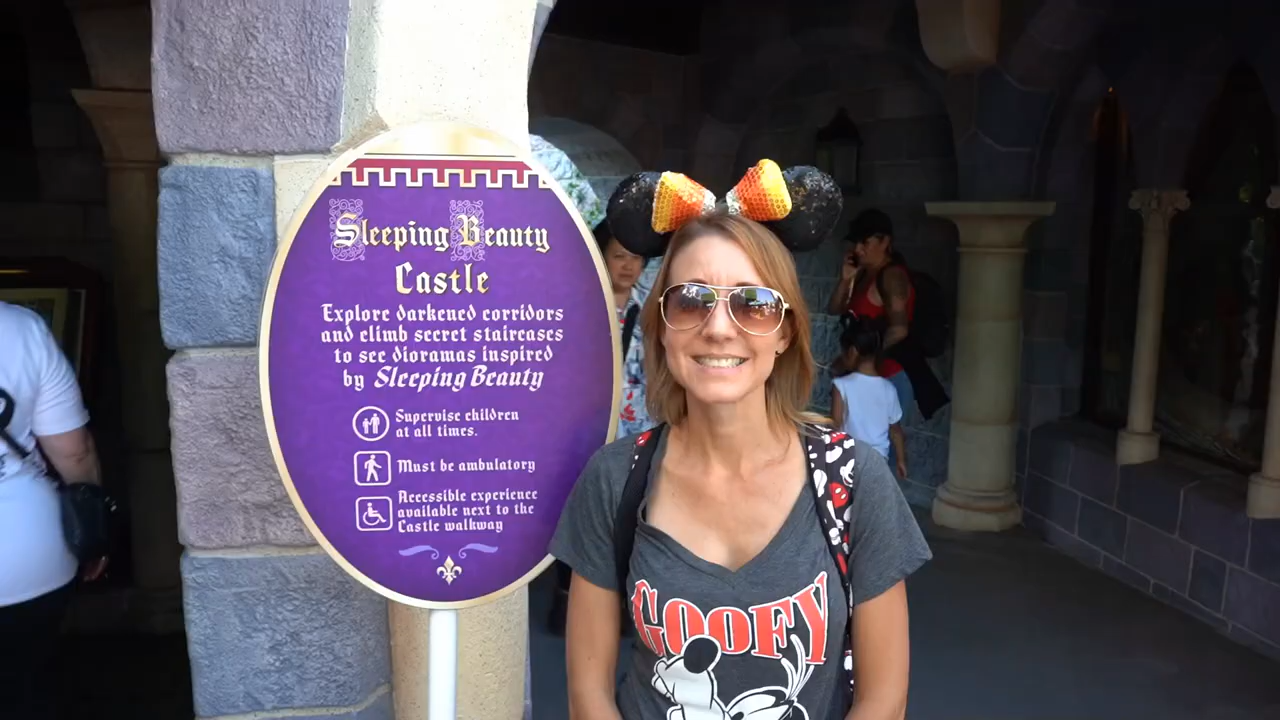 Sleeping Beauty
Castle
Explore darkened corridors
and climb secret staircases
to see dioramas inspired
by Sleeping Beauty
Supervise children
at all times.
Must be ambulatory
Accessible experience
available next to the
Castle walkway
GOOFY